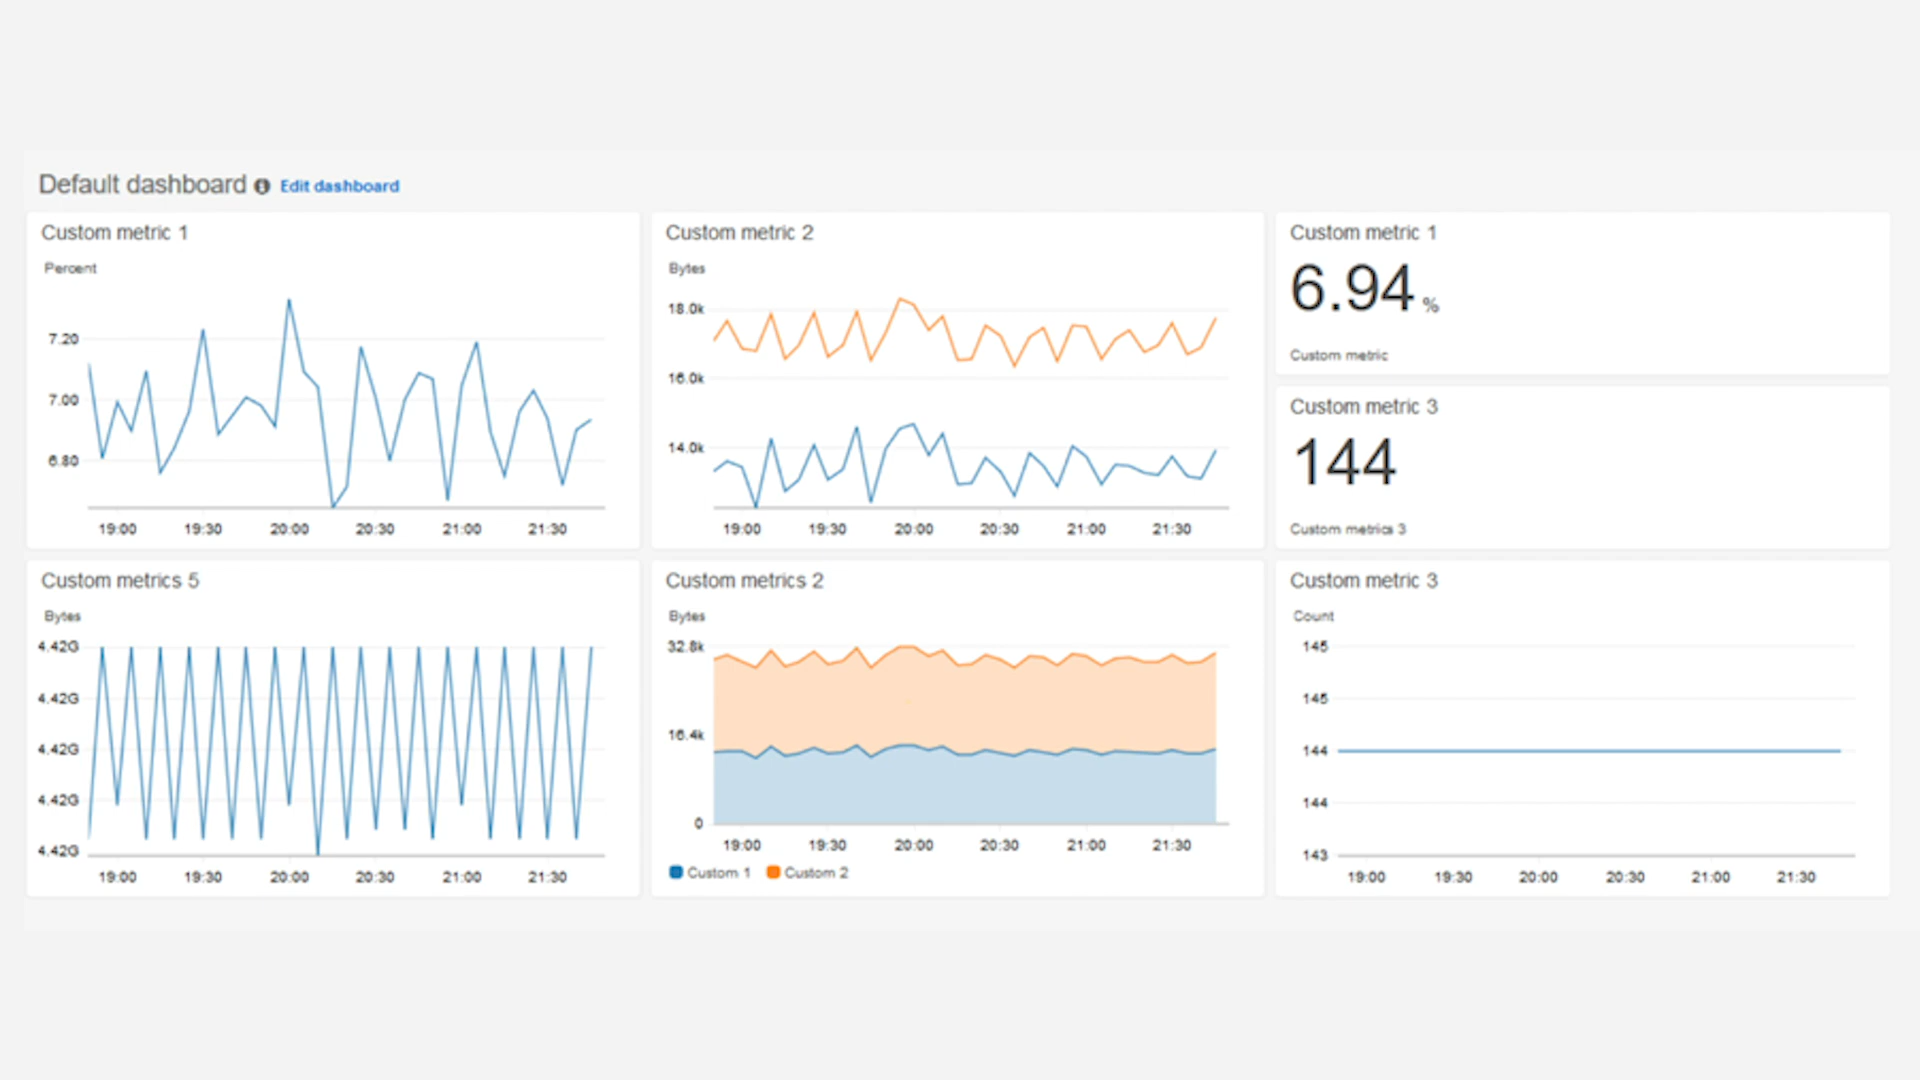 Default dashboard Edit dashboard
Custom metric 1
Percent
7.20
7.00
6.80
19:00 19:30 20:00 20:30 21:00 21:30
Custom metric 2
Bytes
18.0k
16.0k
14.0k
19:00 19:30 20:00 20:30 21:00 21:30
Custom metric 1
6.94 %
Custom metric
Custom metric 3
144
Custom metrics 3
Custom metrics 5
Bytes
4.42G
4.42G
4.42G
4.42G
4.42G
19:00 19:30 20:00 20:30 21:00 21:30
Custom metrics 2
Bytes
32.8k
16.4k
0
19:00 19:30 20:00 20:30 21:00 21:30
Custom 1 Custom 2
Custom metric 3
Count
145
145
144
144
143
19:00 19:30 20:00 20:30 21:00 21:30